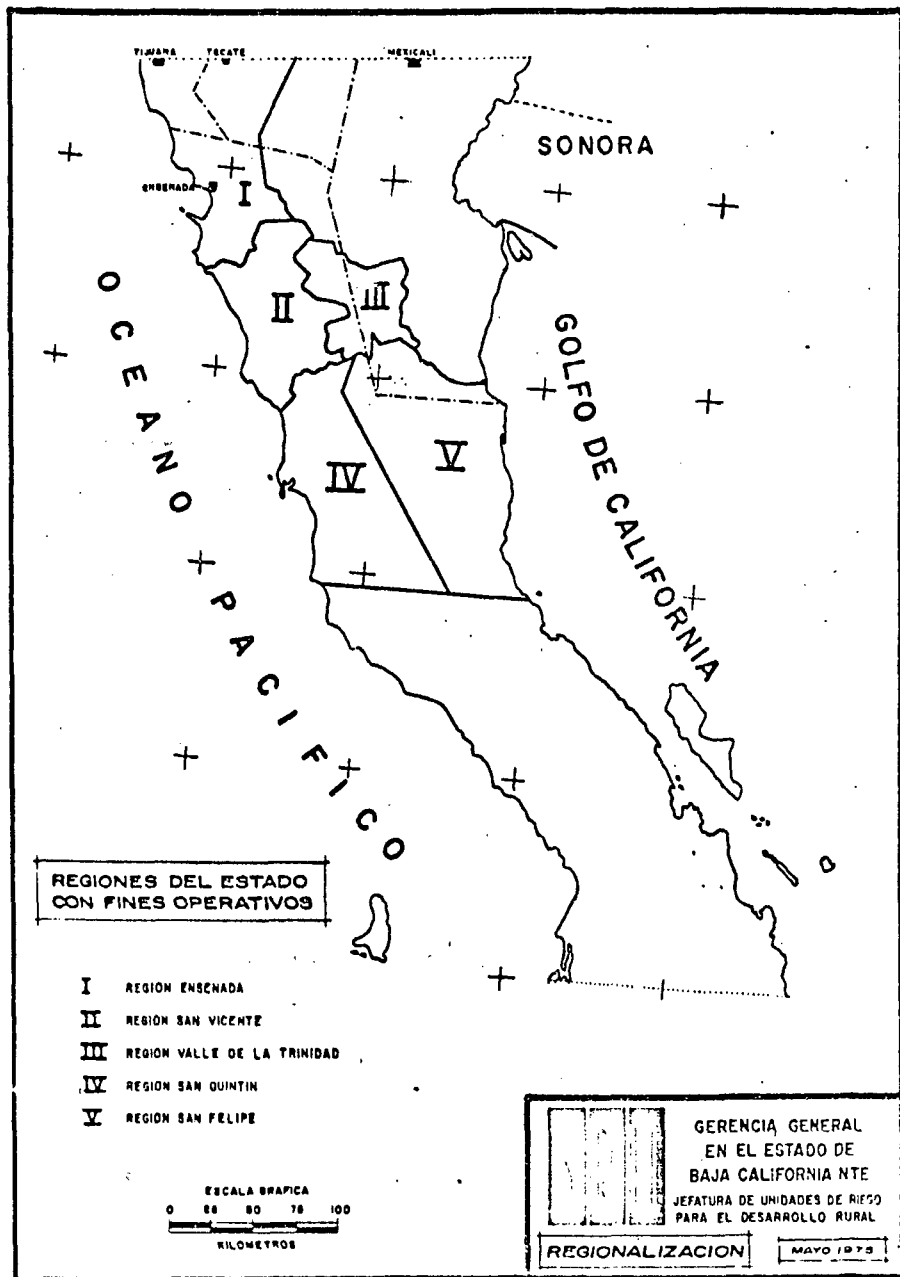 TIJUANA
TECATE
MEXICALI
SONORA
ENSENADA
I
II
III
IV
V
OCEANO PACIFICO
GOLFO DE CALIFORNIA
REGIONES DEL ESTADO
CON FINES OPERATIVOS
I REGION ENSENADA
II REGION SAN VICENTE
III REGION VALLE DE LA TRINIDAD
IV REGION SAN QUINTIN
V REGION SAN FELIPE
ESCALA GRAFICA
0 50 100
KILOMETROS
GERENCIA GENERAL
EN EL ESTADO DE
BAJA CALIFORNIA NTE
JEFATURA DE UNIDADES DE RIEGO
PARA EL DESARROLLO RURAL
REGIONALIZACION
MAYO 1975